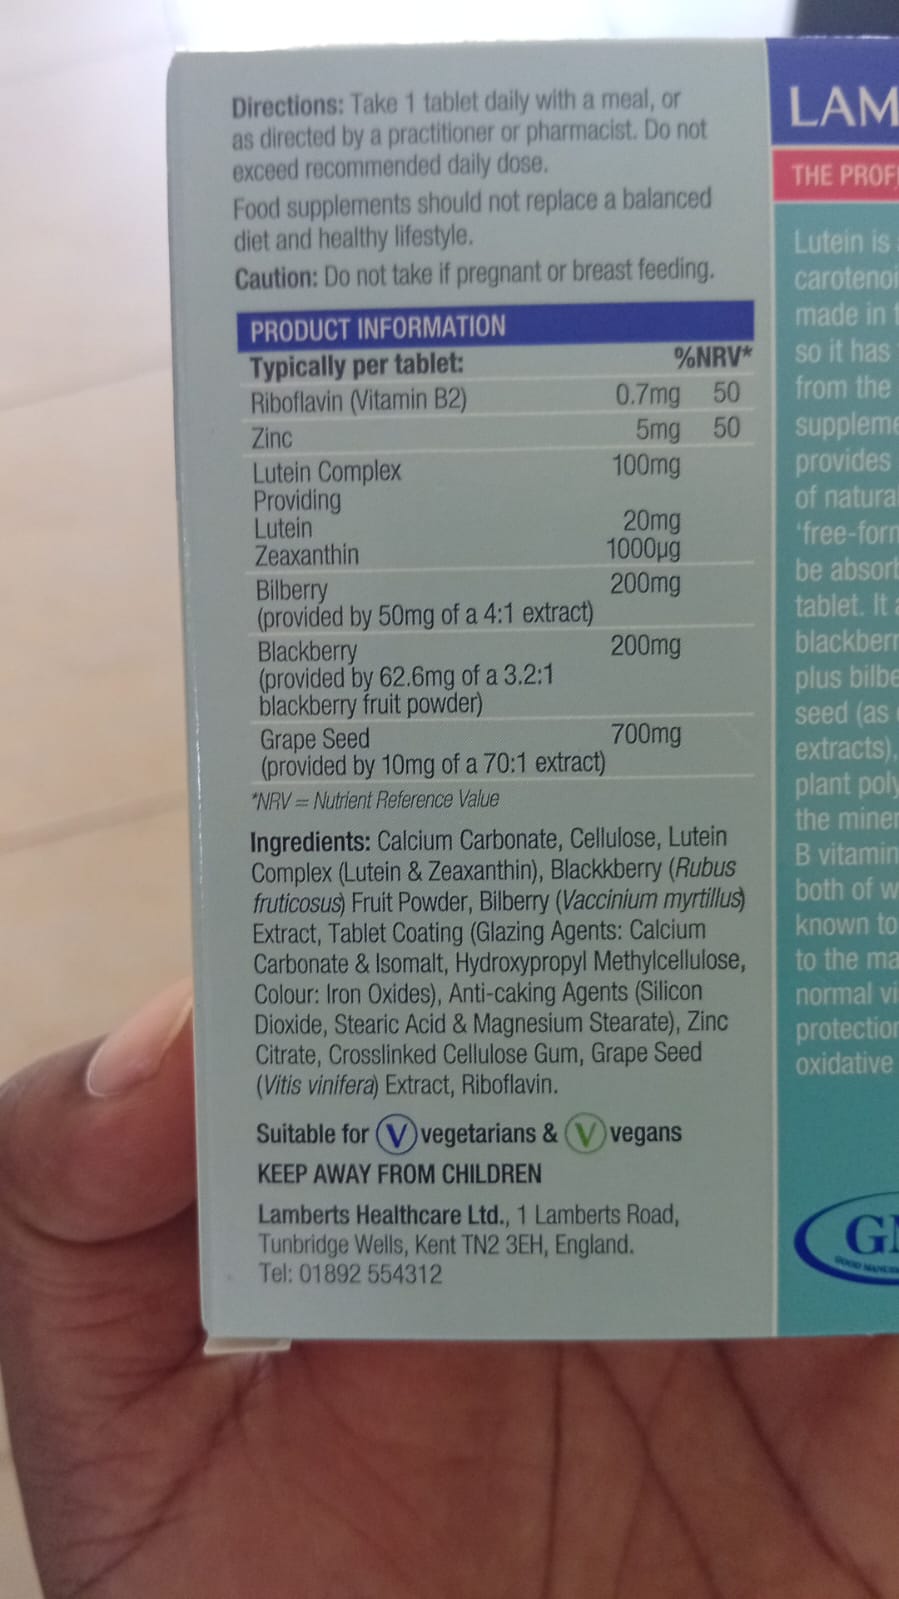 Directions: Take 1 tablet daily with a meal, or
as directed by a practitioner or pharmacist. Do not
exceed recommended daily dose.
Food supplements should not replace a balanced
diet and healthy lifestyle.
Caution: Do not take if pregnant or breast feeding.
PRODUCT INFORMATION
Typically per tablet: %NRV*
Riboflavin (Vitamin B2) 0.7mg 50
Zinc 5mg 50
Lutein Complex 100mg
Providing
Lutein 20mg
Zeaxanthin 1000µg
Bilberry 200mg
(provided by 50mg of a 4:1 extract)
Blackberry 200mg
(provided by 62.6mg of a 3.2:1
blackberry fruit powder)
Grape Seed 700mg
(provided by 10mg of a 70:1 extract)
*NRV = Nutrient Reference Value
Ingredients: Calcium Carbonate, Cellulose, Lutein
Complex (Lutein & Zeaxanthin), Blackkberry (Rubus
fruticosus) Fruit Powder, Bilberry (Vaccinium myrtillus)
Extract, Tablet Coating (Glazing Agents: Calcium
Carbonate & Isomalt, Hydroxypropyl Methylcellulose,
Colour: Iron Oxides), Anti-caking Agents (Silicon
Dioxide, Stearic Acid & Magnesium Stearate), Zinc
Citrate, Crosslinked Cellulose Gum, Grape Seed
(Vitis vinifera) Extract, Riboflavin.
Suitable for V vegetarians & V vegans
KEEP AWAY FROM CHILDREN
Lamberts Healthcare Ltd., 1 Lamberts Road,
Tunbridge Wells, Kent TN2 3EH, England.
Tel: 01892 554312
LAM
THE PROF
Lutein is
carotenoi
made in
so it has
from the
suppleme
provides
of natura
'free-forn
be absorb
tablet. It
blackberr
plus bilbe
seed (as
extracts),
plant poly
the miner
B vitamin
both of w
known to
to the ma
normal vi
protection
oxidative
GM
GOOD MANU